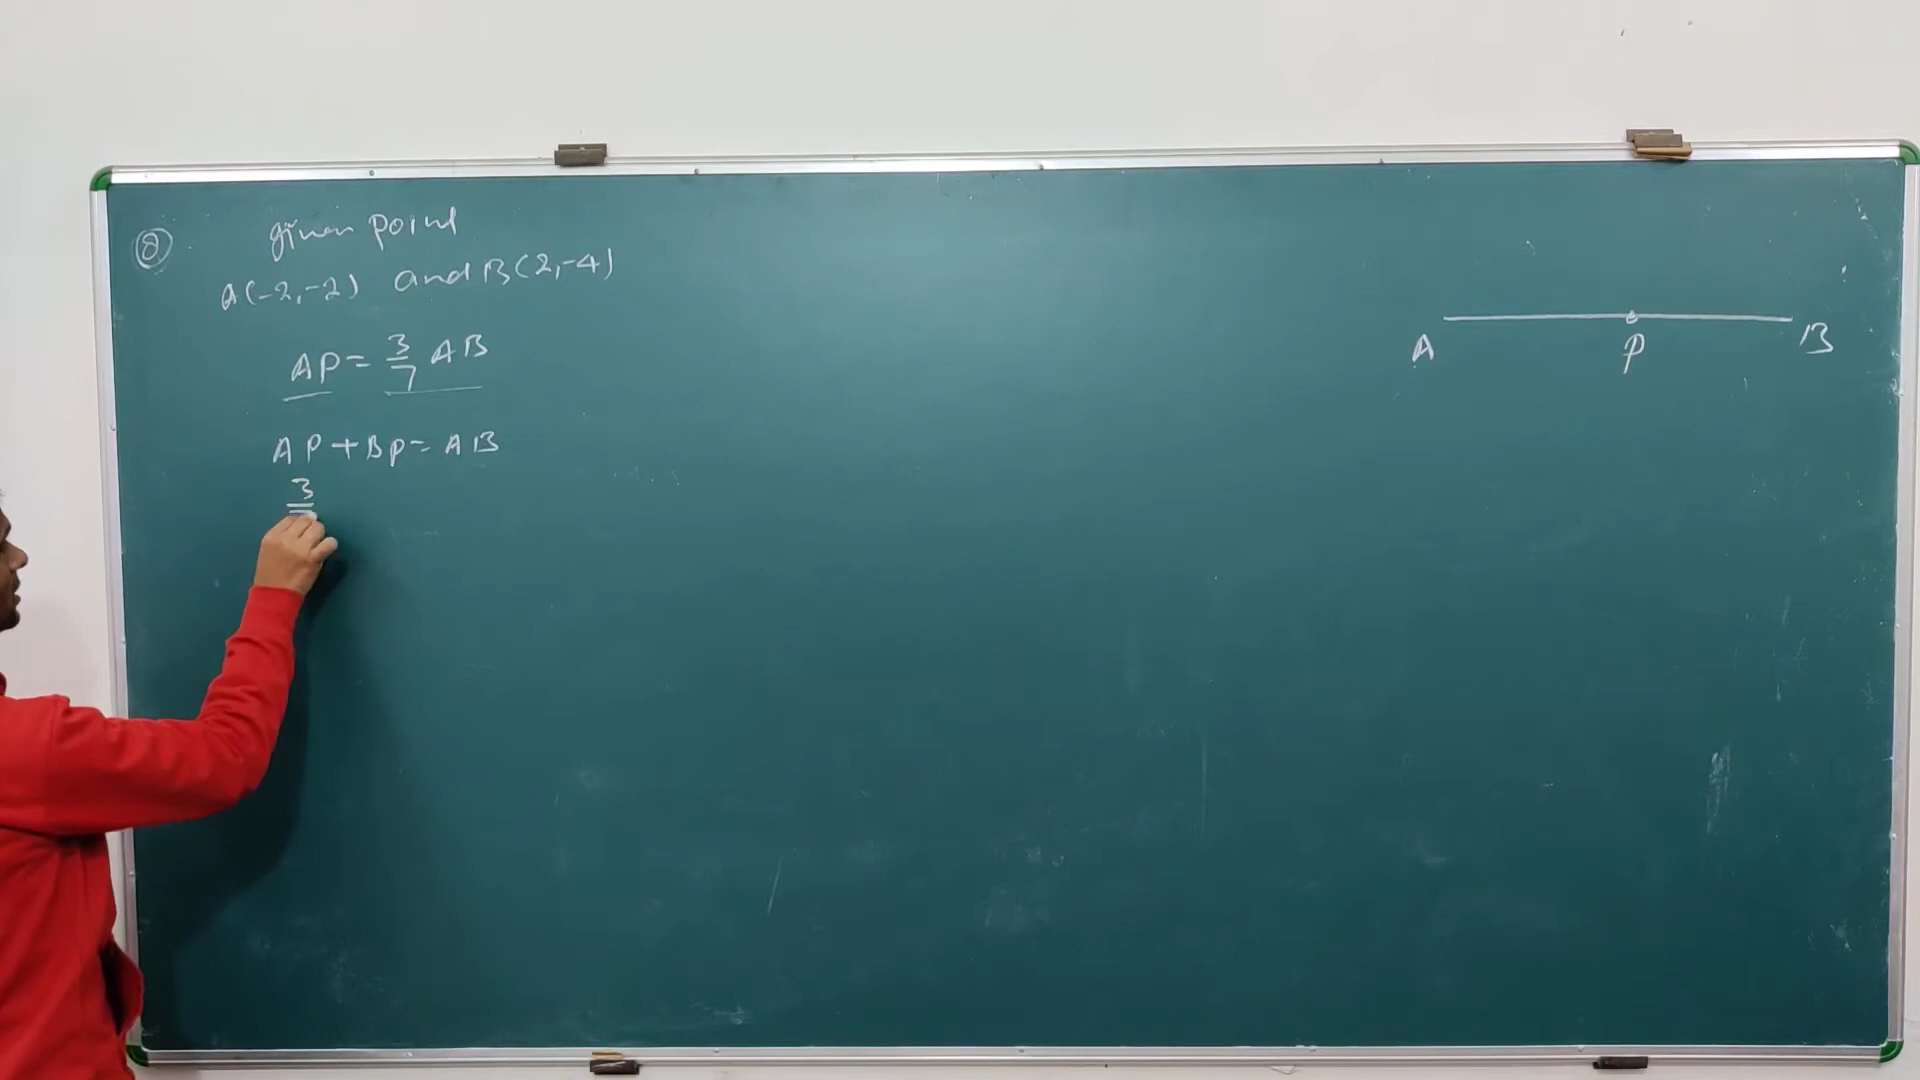 8
given point
A(-2,-2) and B(2,-4)
AP = 3/7 AB
AP + BP = AB
3
A P B